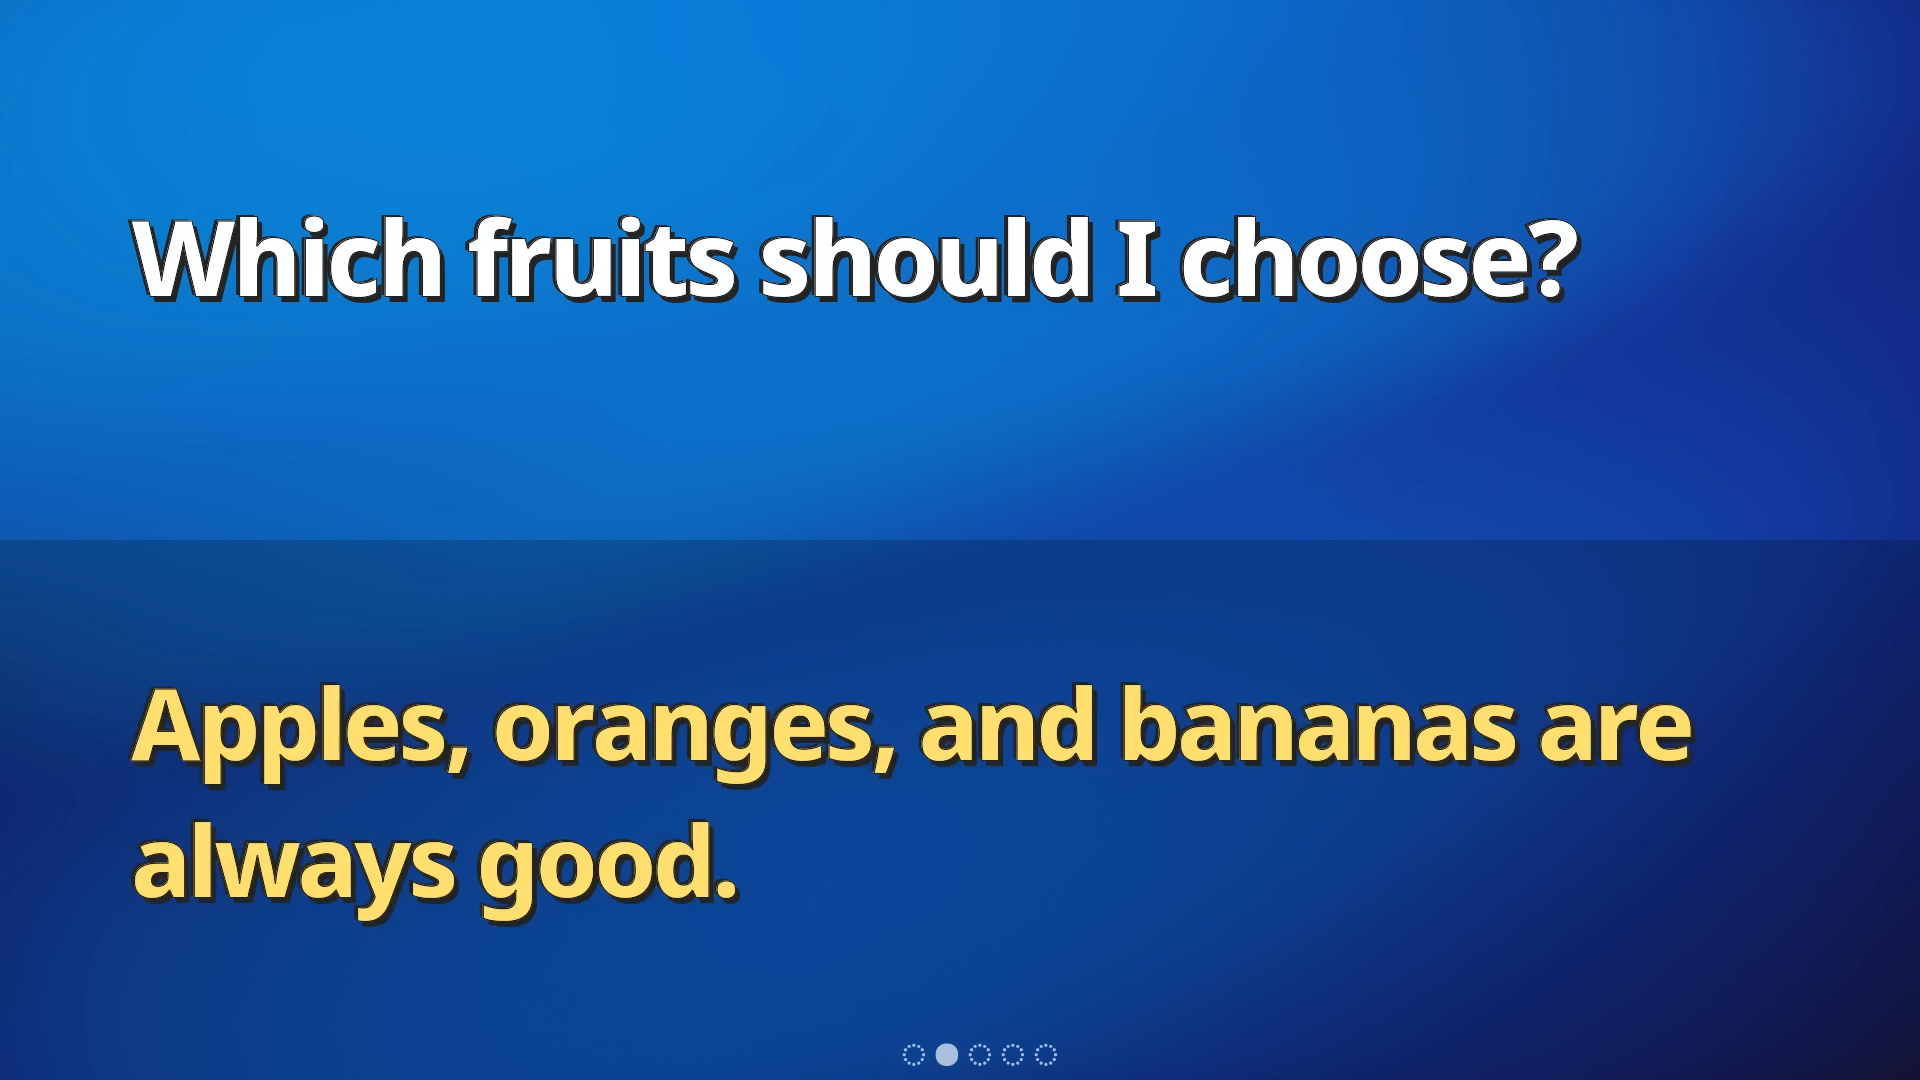 Which fruits should I choose?
Apples, oranges, and bananas are
always good.